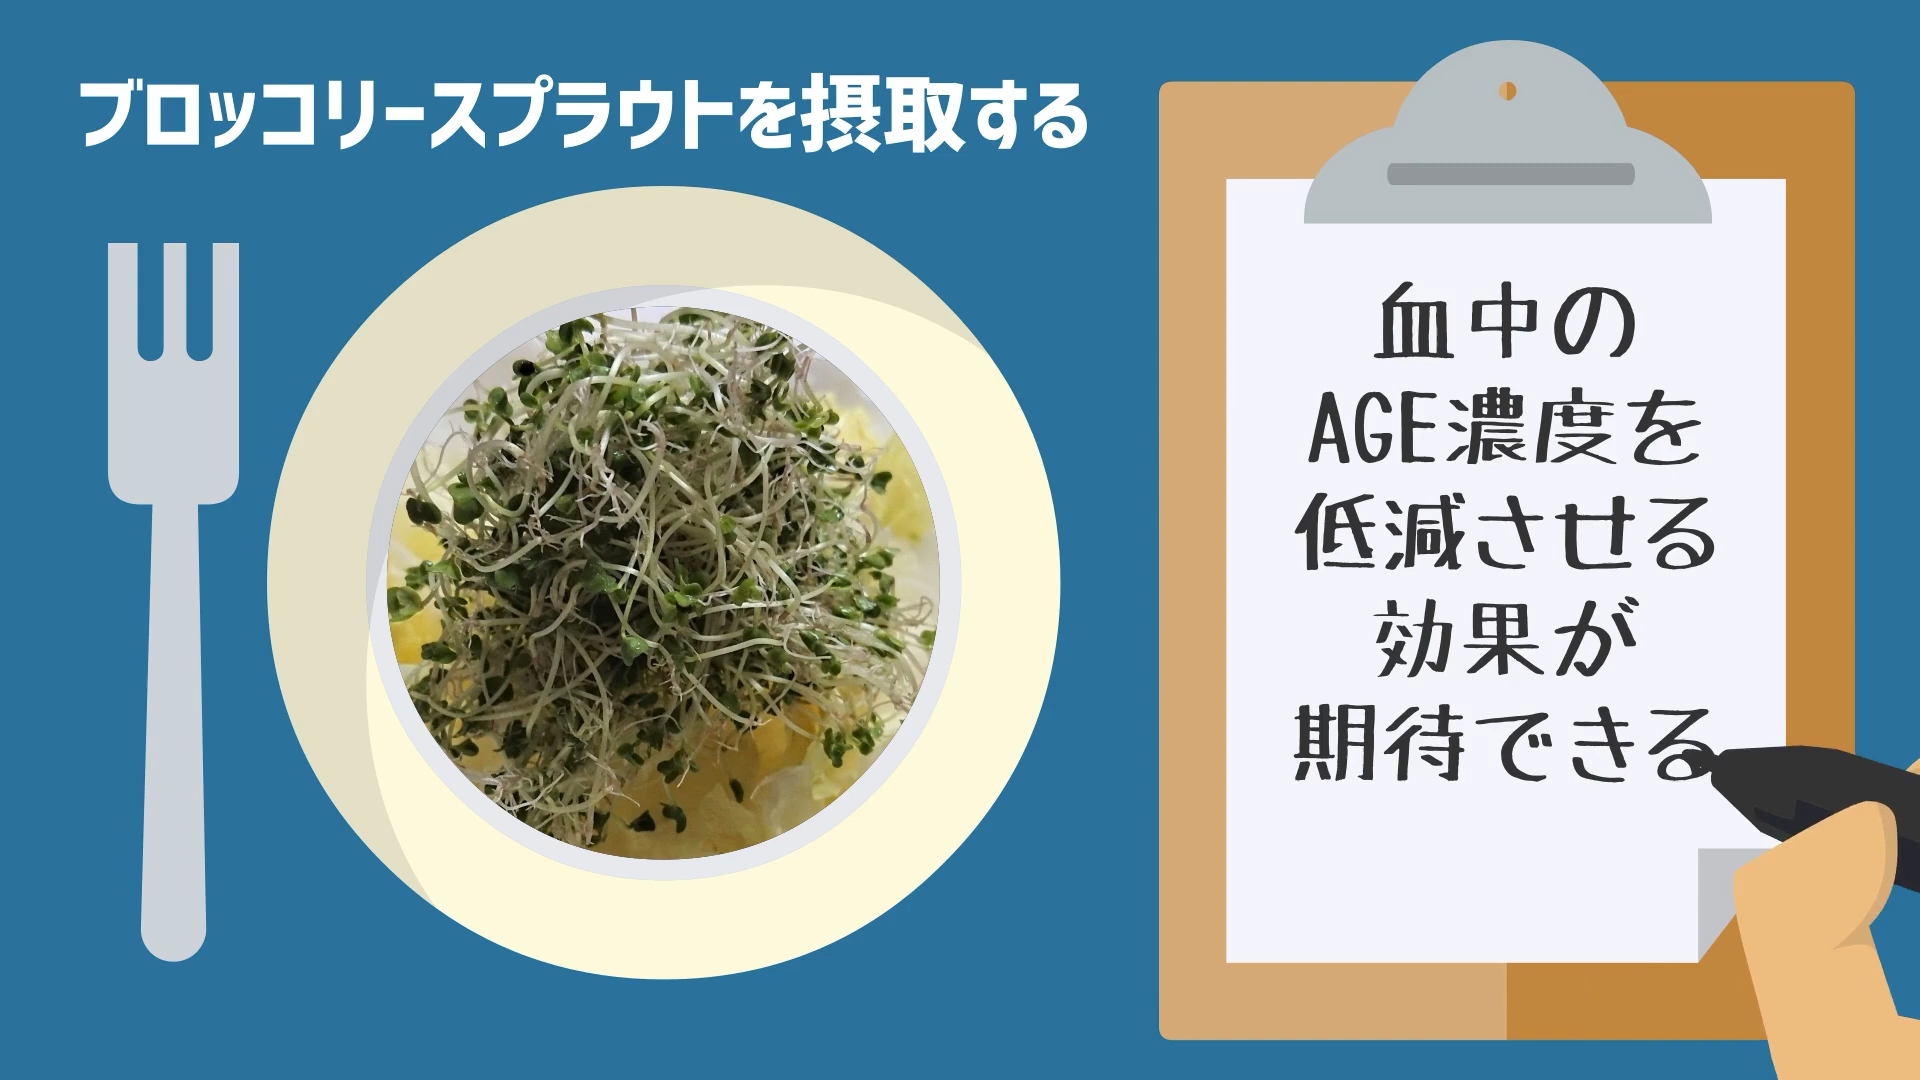 ブロッコリースプラウトを摂取する
血中の
AGE濃度を
低減させる
効果が
期待できる